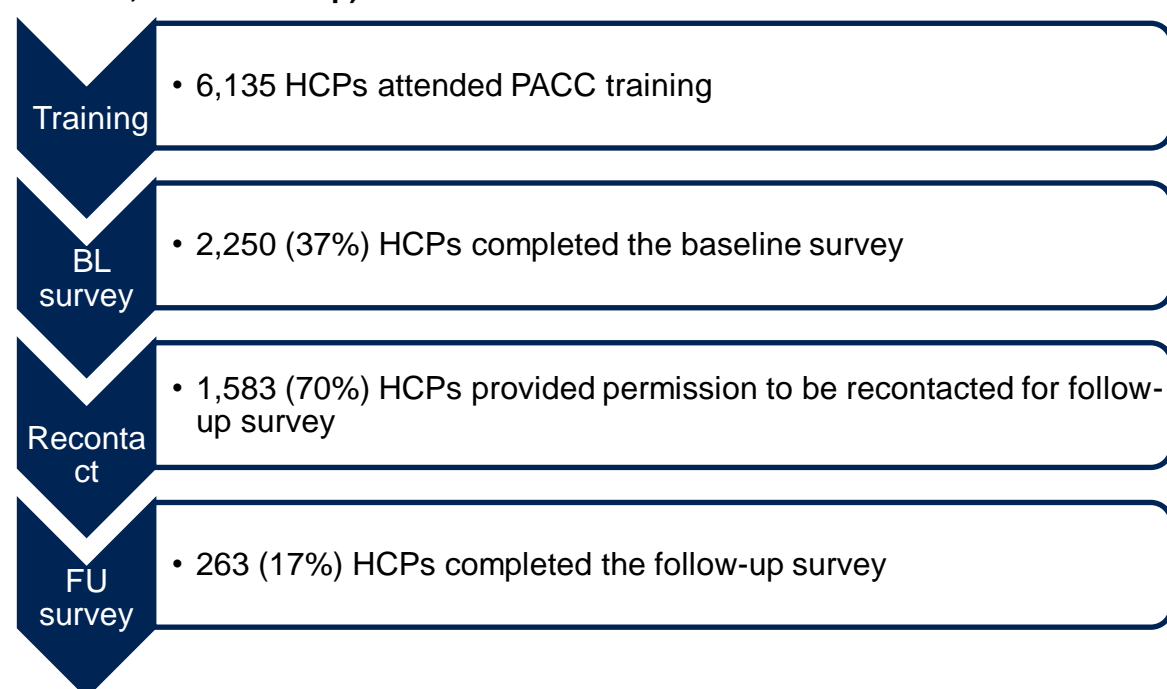 Training
• 6,135 HCPs attended PACC training
BL
survey
• 2,250 (37%) HCPs completed the baseline survey
Reconta
ct
• 1,583 (70%) HCPs provided permission to be recontacted for follow-
up survey
FU
survey
• 263 (17%) HCPs completed the follow-up survey